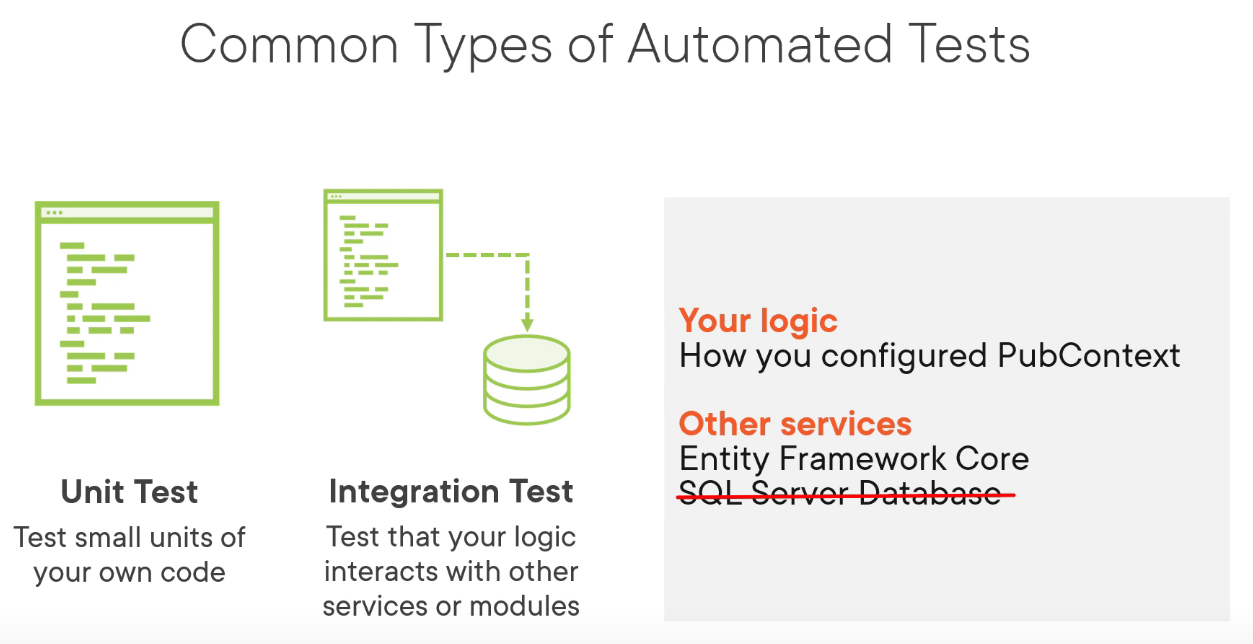 Common Types of Automated Tests
Unit Test
Test small units of
your own code
Integration Test
Test that your logic
interacts with other
services or modules
Your logic
How you configured PubContext
Other services
Entity Framework Core
SQL Server Database